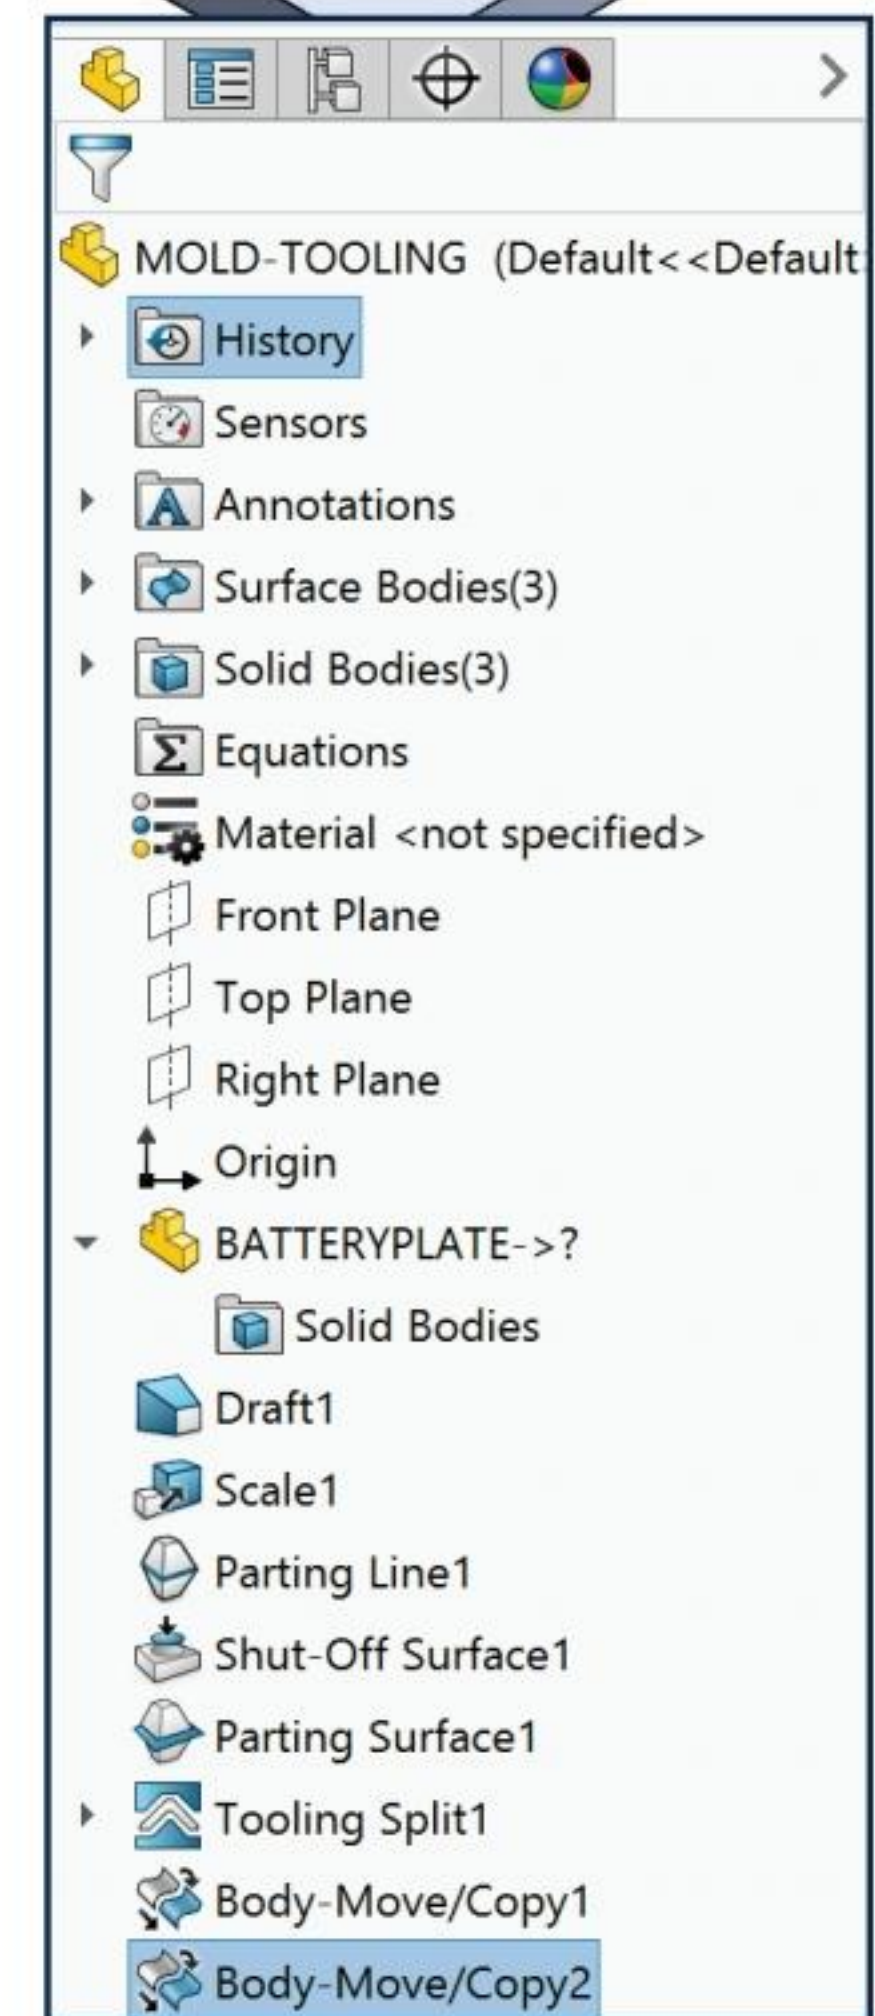 MOLD-TOOLING (Default<<Default
History
Sensors
Annotations
Surface Bodies(3)
Solid Bodies(3)
Equations
Material <not specified>
Front Plane
Top Plane
Right Plane
Origin
BATTERYPLATE->?
Solid Bodies
Draft1
Scale1
Parting Line1
Shut-Off Surface1
Parting Surface1
Tooling Split1
Body-Move/Copy1
Body-Move/Copy2